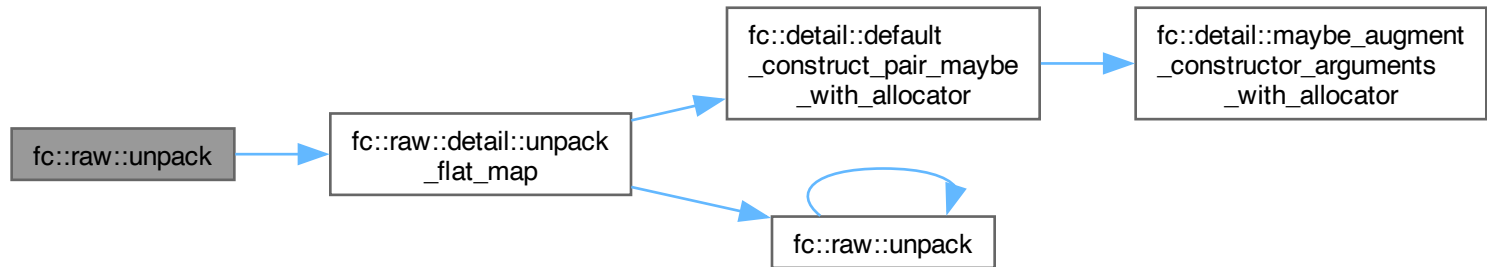 fc::raw::unpack
fc::raw::detail::unpack
_flat_map
fc::detail::default
_construct_pair_maybe
_with_allocator
fc::detail::maybe_augment
_constructor_arguments
_with_allocator
fc::raw::unpack